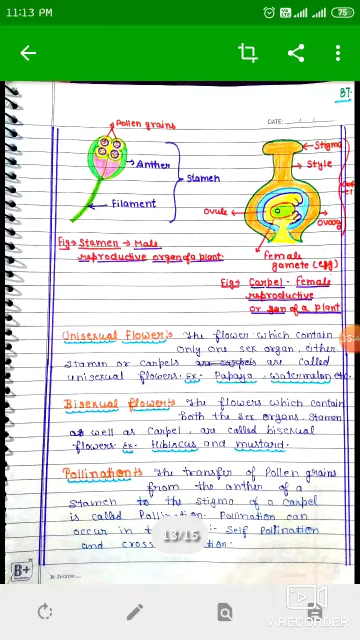 11:13 PM
75
87
DATE:
Pollen grains
Anther
Stamen
Filament
Fig:- Stamen → Male
reproductive organ of a plant
Stigma
Style
Ovule
Ovary
Female
gamete (egg)
Fig:- Carpel - Female
reproductive
organ of a plant
Unisexual Flower:- The flower which contain
only one sex organ, either
stamen or carpels are called
unisexual flowers. Ex:- Papaya, watermelon etc.
Bisexual flower:- The flowers which contain
both the sex organs. Stamen
as well as carpel, are called bisexual
flowers. Ex- Hibiscus and mustard.
Pollination:- The transfer of Pollen grains
from the anther of a
stamen to the stigma of a carpel
is called Pollination. Pollination can
occur in :- Self Pollination
and cross
13/15
B+